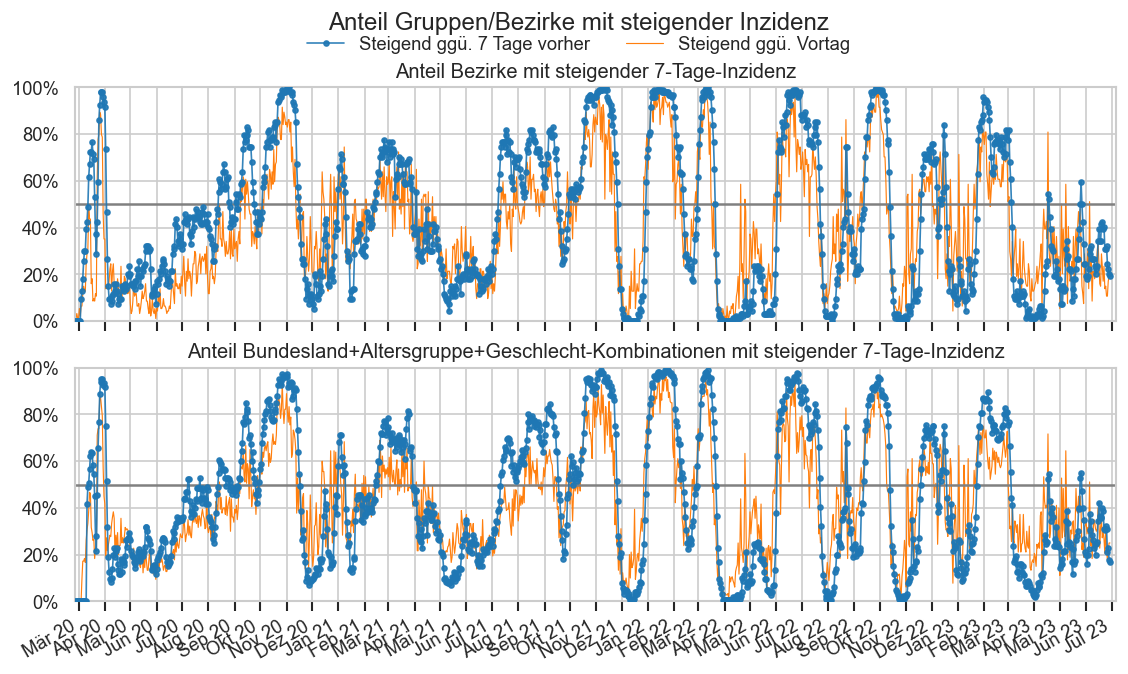 Anteil Gruppen/Bezirke mit steigender Inzidenz
Steigend ggü. 7 Tage vorher
Steigend ggü. Vortag
Anteil Bezirke mit steigender 7-Tage-Inzidenz
100%
80%
60%
40%
20%
0%
Anteil Bundesland+Altersgruppe+Geschlecht-Kombinationen mit steigender 7-Tage-Inzidenz
100%
80%
60%
40%
20%
0%
Mär 20
Apr 20
Mai 20
Jun 20
Jul 20
Aug 20
Sep 20
Okt 20
Nov 20
Dez 20
Jan 21
Feb 21
Mär 21
Apr 21
Mai 21
Jun 21
Jul 21
Aug 21
Sep 21
Okt 21
Nov 21
Dez 21
Jan 22
Feb 22
Mär 22
Apr 22
Mai 22
Jun 22
Jul 22
Aug 22
Sep 22
Okt 22
Nov 22
Dez 22
Jan 23
Feb 23
Mär 23
Apr 23
Mai 23
Jun 23
Jul 23